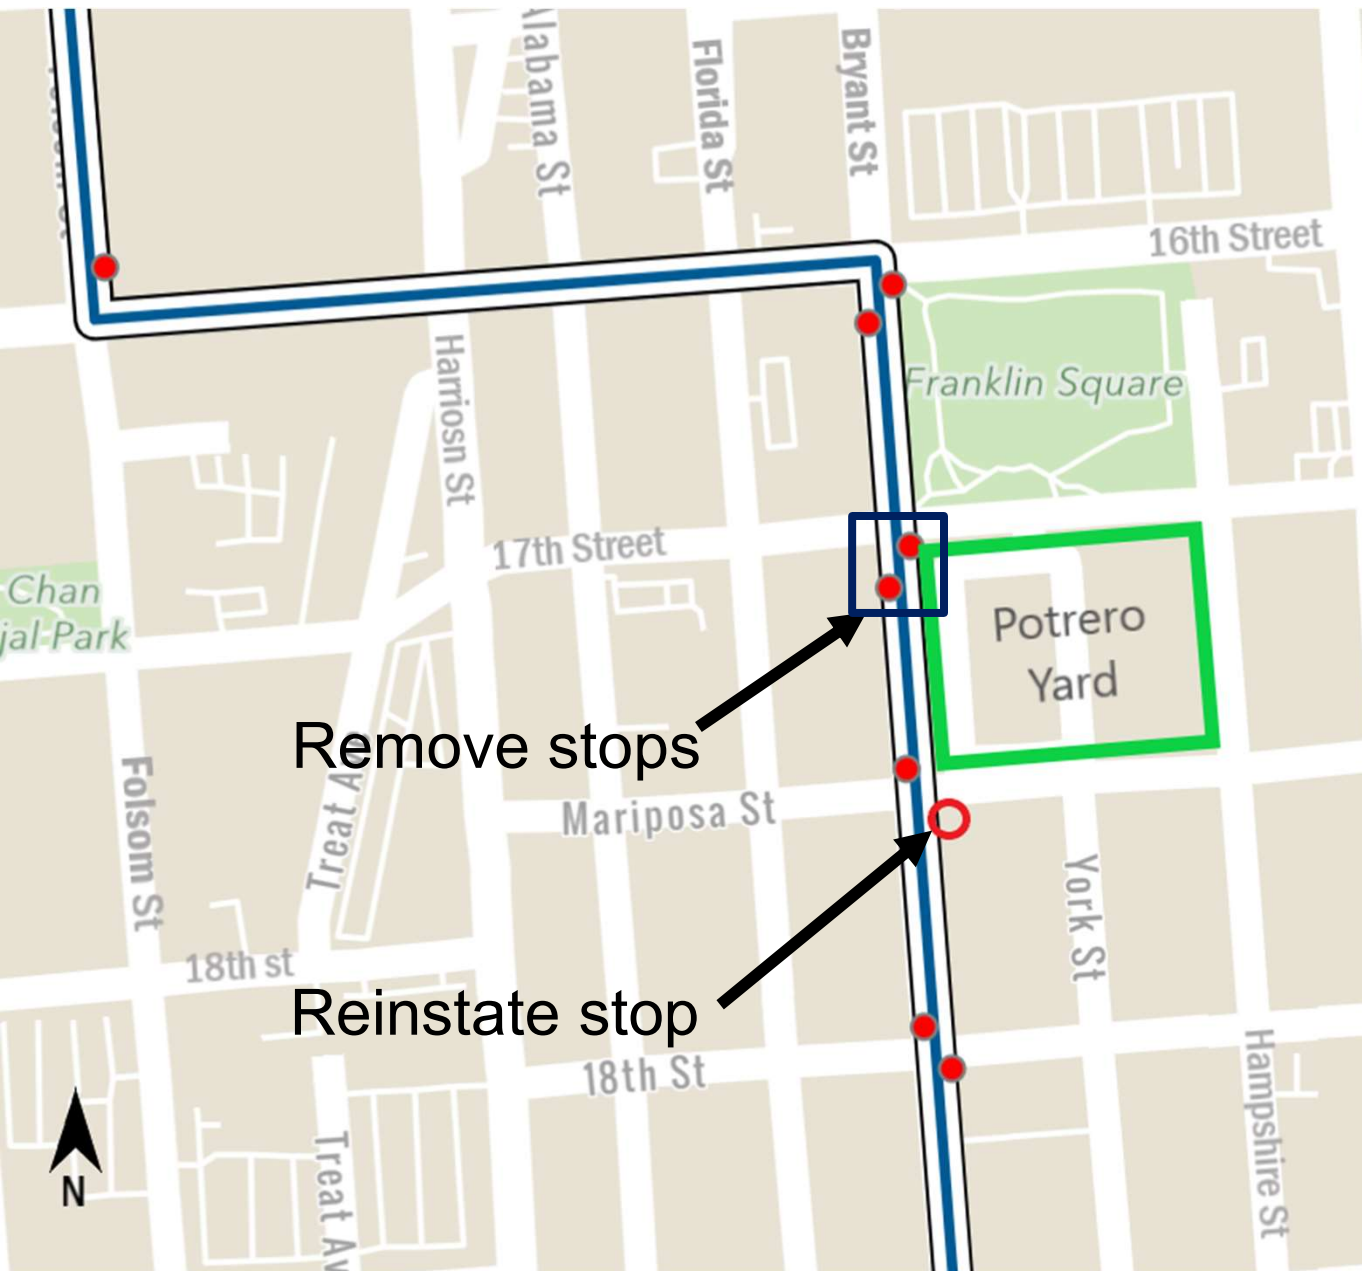 Alabama St
Florida St
Bryant St
16th Street
Franklin Square
Harriosn St
17th Street
Chan
jal Park
Potrero
Yard
Remove stops
Treat Av
Mariposa St
Folsom St
York St
18th st
Reinstate stop
18th St
Hampshire St
Treat Av
N